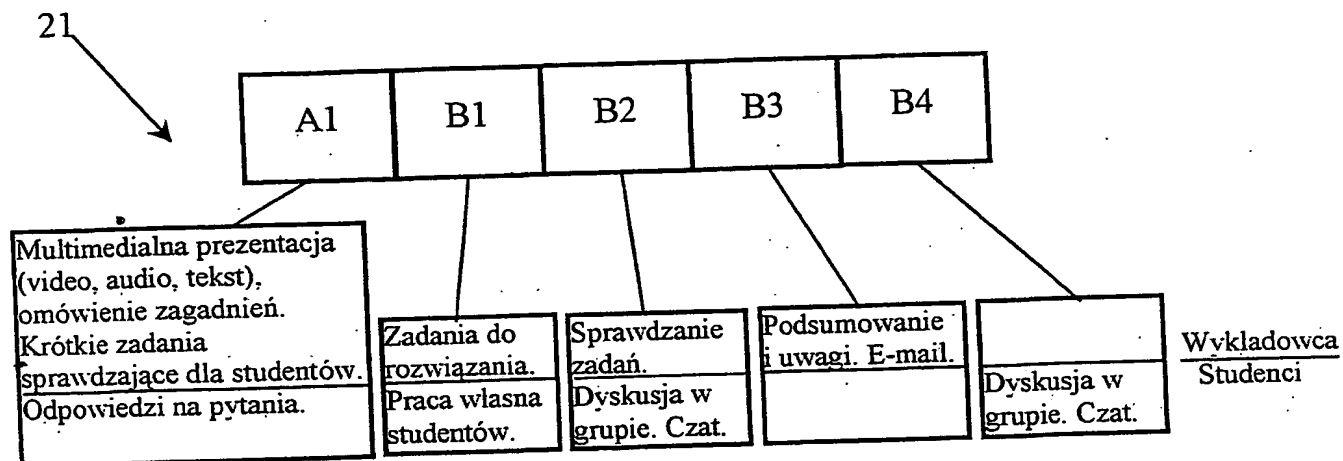 21
A1
B1
B2
B3
B4
Multimedialna prezentacja
(video, audio, tekst),
omówienie zagadnień.
Krótkie zadania
sprawdzające dla studentów.
Odpowiedzi na pytania.
Zadania do
rozwiązania.
Praca własna
studentów.
Sprawdzanie
zadań.
Dyskusja w
grupie. Czat.
Podsumowanie
i uwagi. E-mail.
Dyskusja w
grupie. Czat.
Wykładowca
Studenci